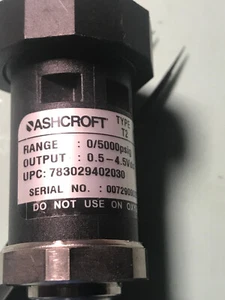 ASHCROFT TYPE
T2
RANGE : 0/5000psig
OUTPUT : 0.5-4.5V
UPC: 783029402030
SERIAL NO. :
DO NOT USE ON